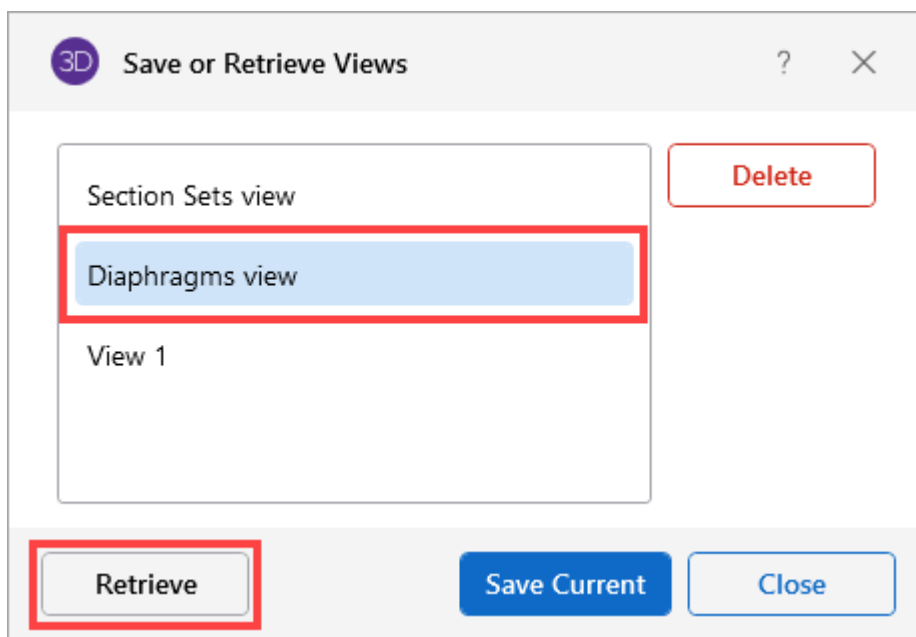 3D Save or Retrieve Views ?
Delete
Section Sets view
Diaphragms view
View 1
Retrieve Save Current Close